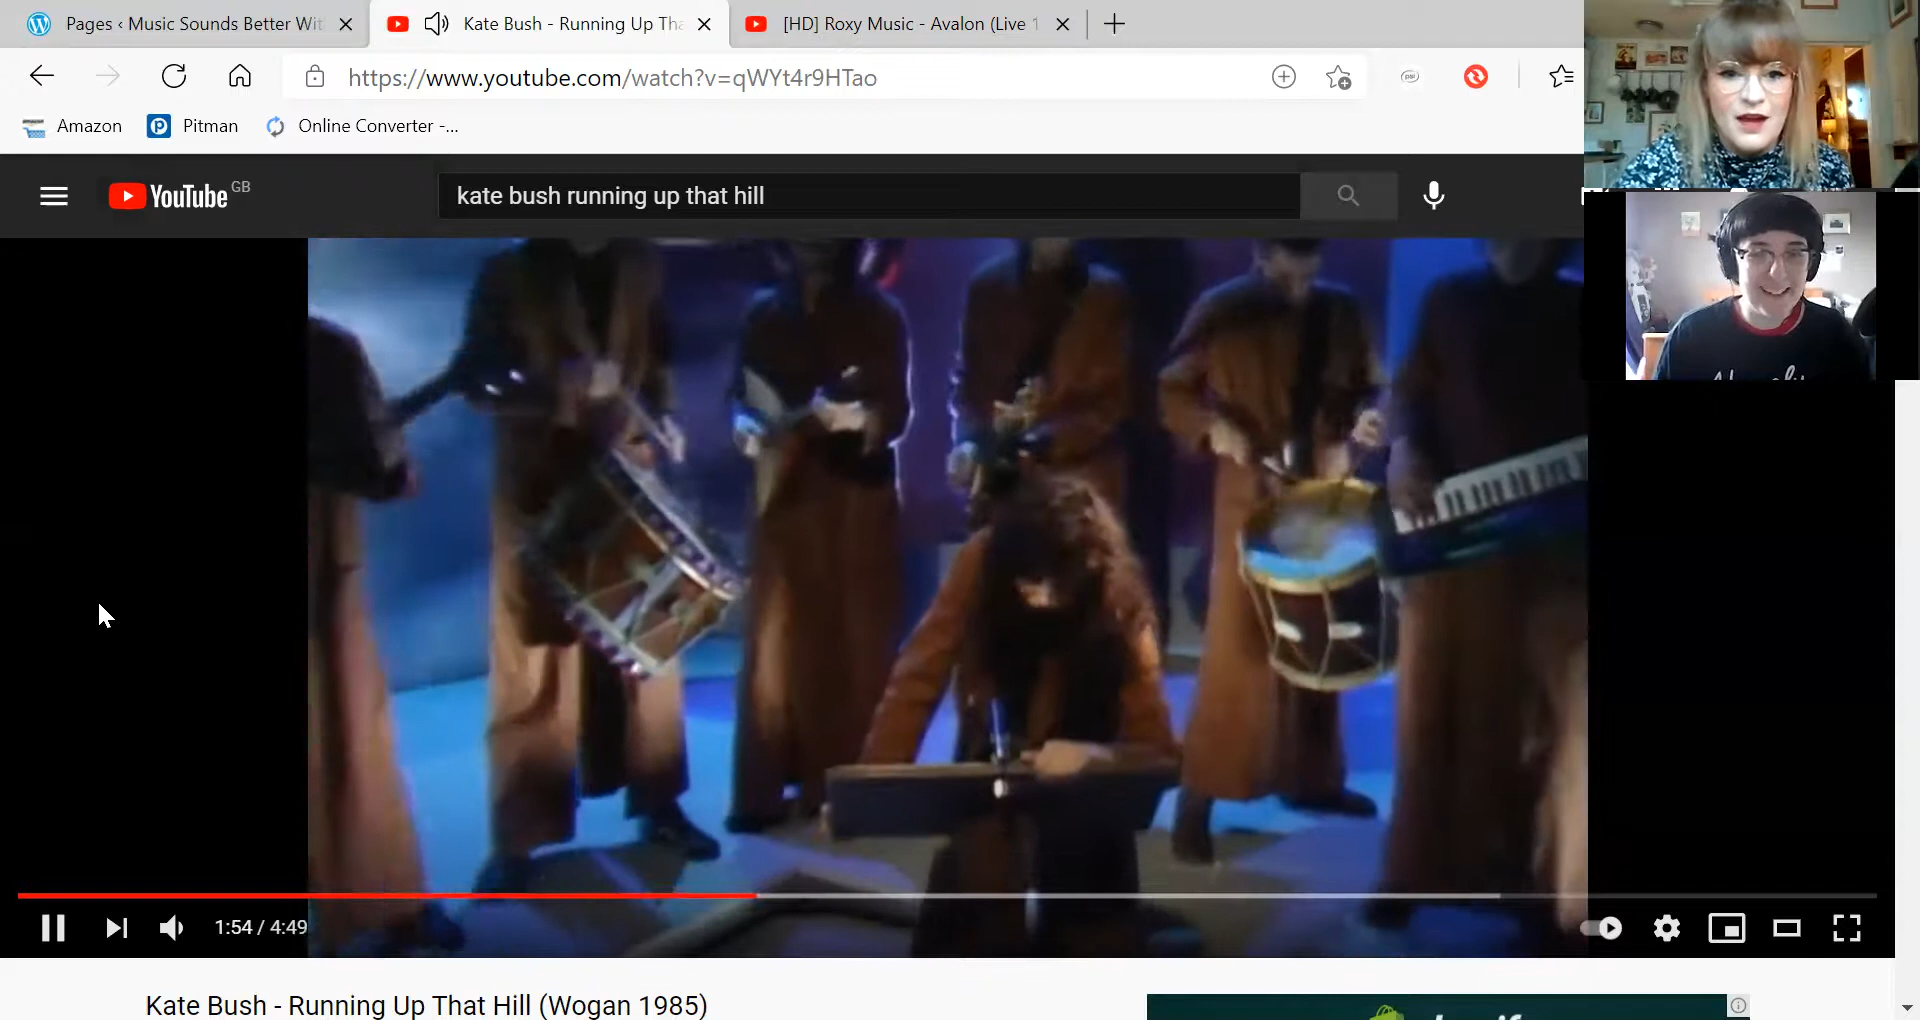 Pages ‹ Music Sounds Better Wit
Kate Bush - Running Up Tha
[HD] Roxy Music - Avalon (Live 1
https://www.youtube.com/watch?v=qWYt4r9HTao
psi
Amazon
Pitman
Online Converter -...
YouTube GB
kate bush running up that hill
1:54 / 4:49
Kate Bush - Running Up That Hill (Wogan 1985)